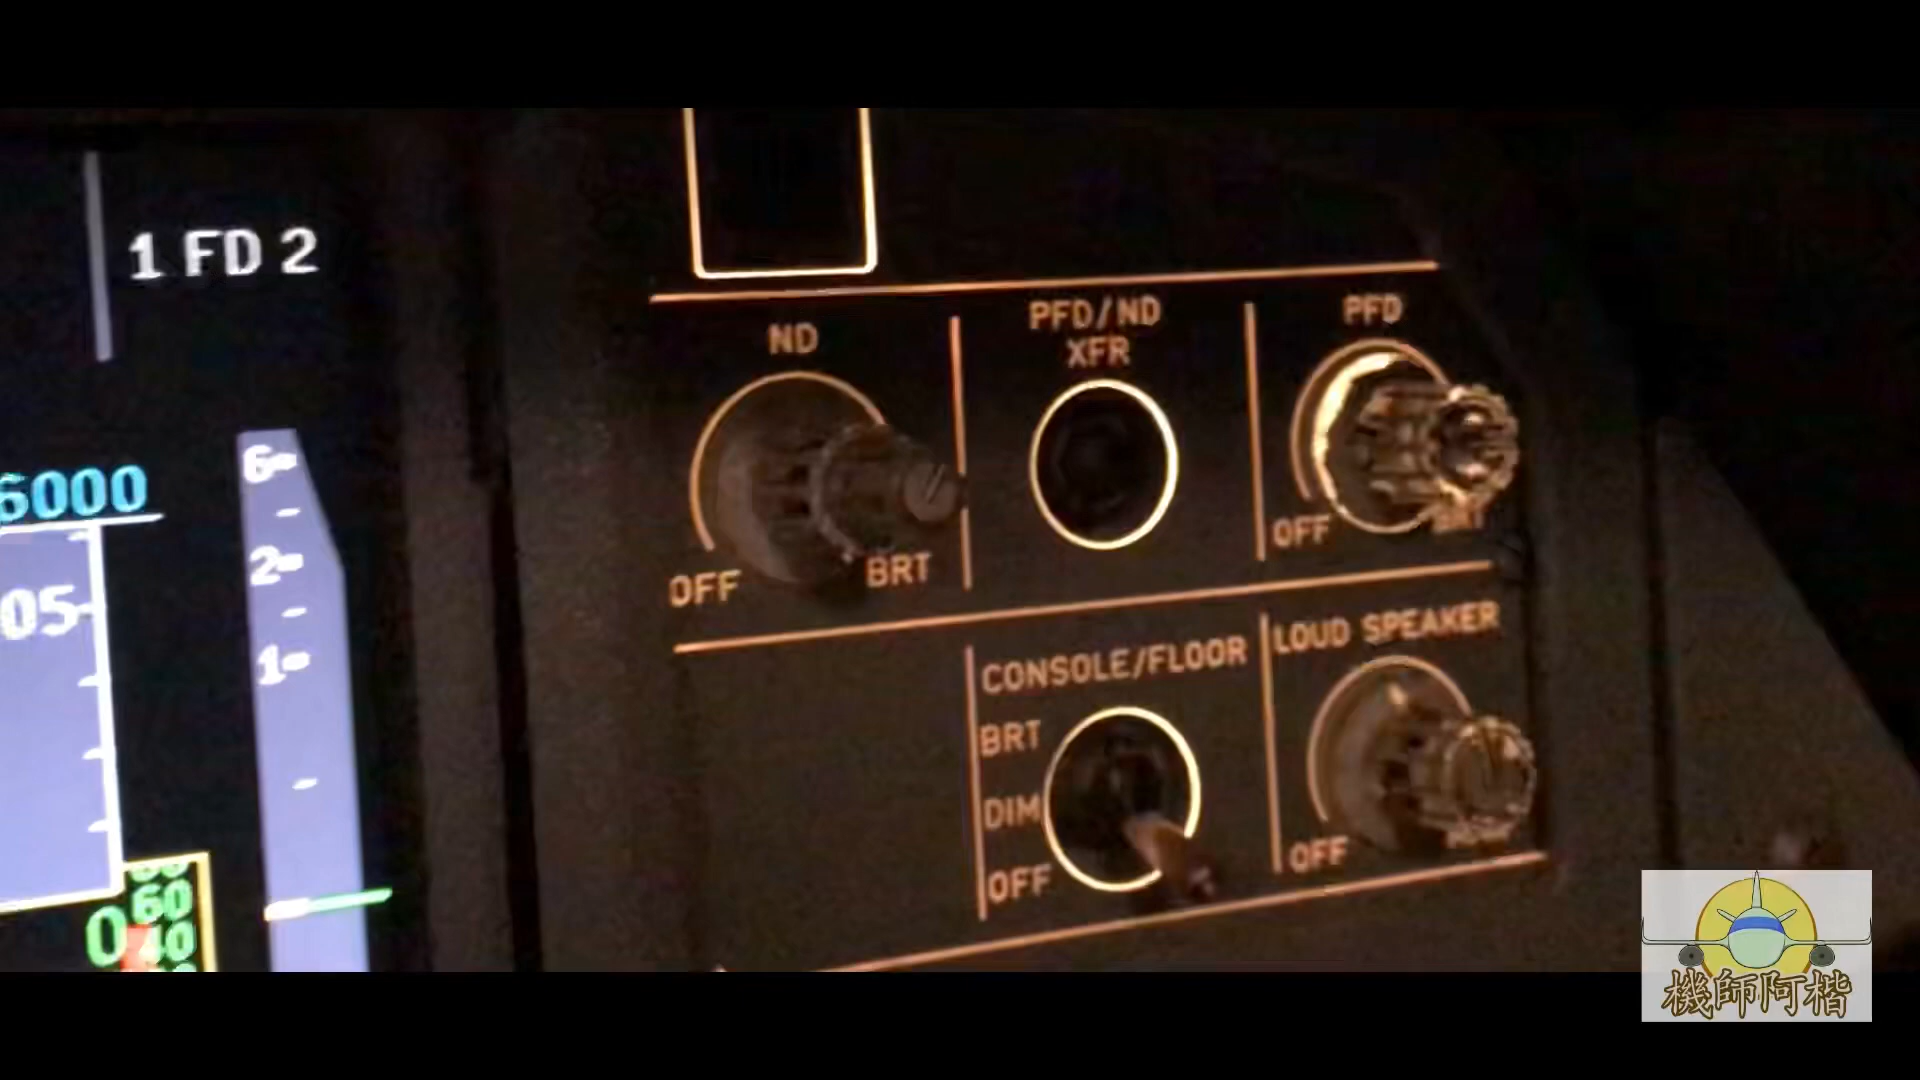 1 FD 2
6000
6
2
1
05
60
0
40
ND
OFF
BRT
PFD/ND
XFR
PFD
OFF
BRT
CONSOLE/FLOOR
BRT
DIM
OFF
LOUD SPEAKER
OFF
機師阿楷